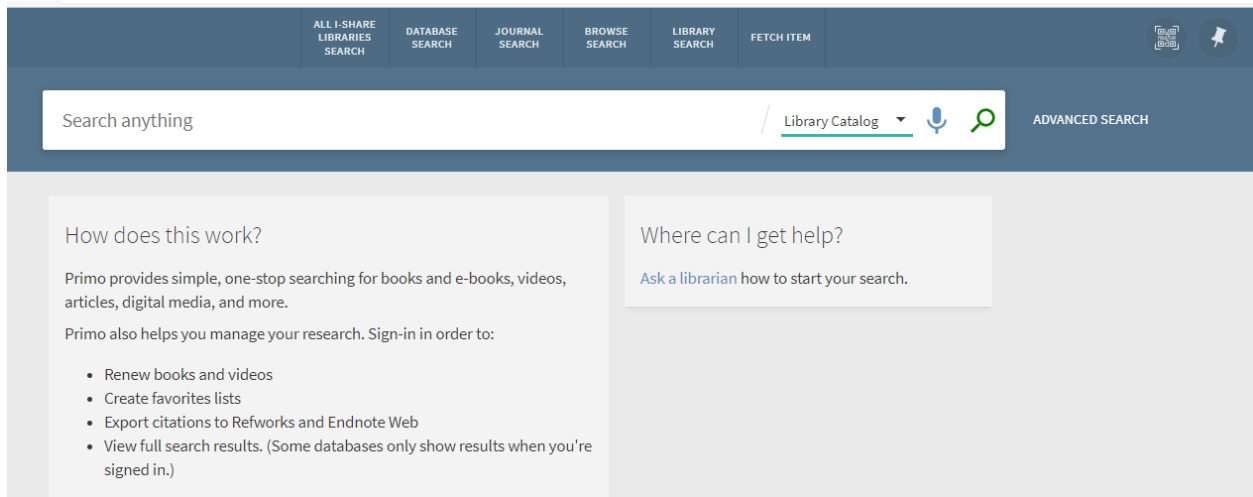 ALL I-SHARE
LIBRARIES
SEARCH
DATABASE
SEARCH
JOURNAL
SEARCH
BROWSE
SEARCH
LIBRARY
SEARCH
FETCH ITEM
Search anything
Library Catalog
ADVANCED SEARCH
How does this work?
Primo provides simple, one-stop searching for books and e-books, videos,
articles, digital media, and more.
Primo also helps you manage your research. Sign-in in order to:
• Renew books and videos
• Create favorites lists
• Export citations to Refworks and Endnote Web
• View full search results. (Some databases only show results when you're
signed in.)
Where can I get help?
Ask a librarian how to start your search.